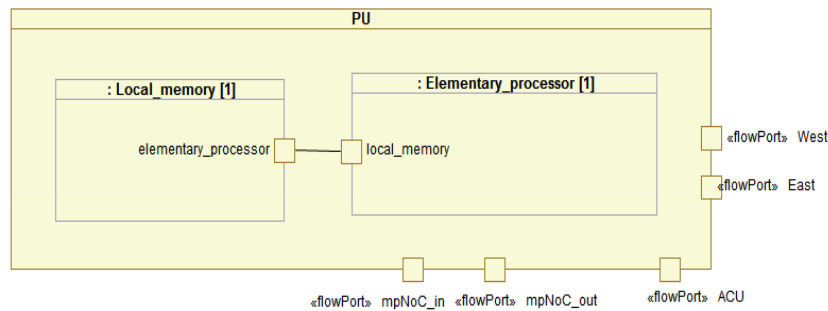 PU
: Local_memory [1]
: Elementary_processor [1]
elementary_processor
local_memory
«flowPort» West
«flowPort» East
«flowPort» mpNoC_in
«flowPort» mpNoC_out
«flowPort» ACU